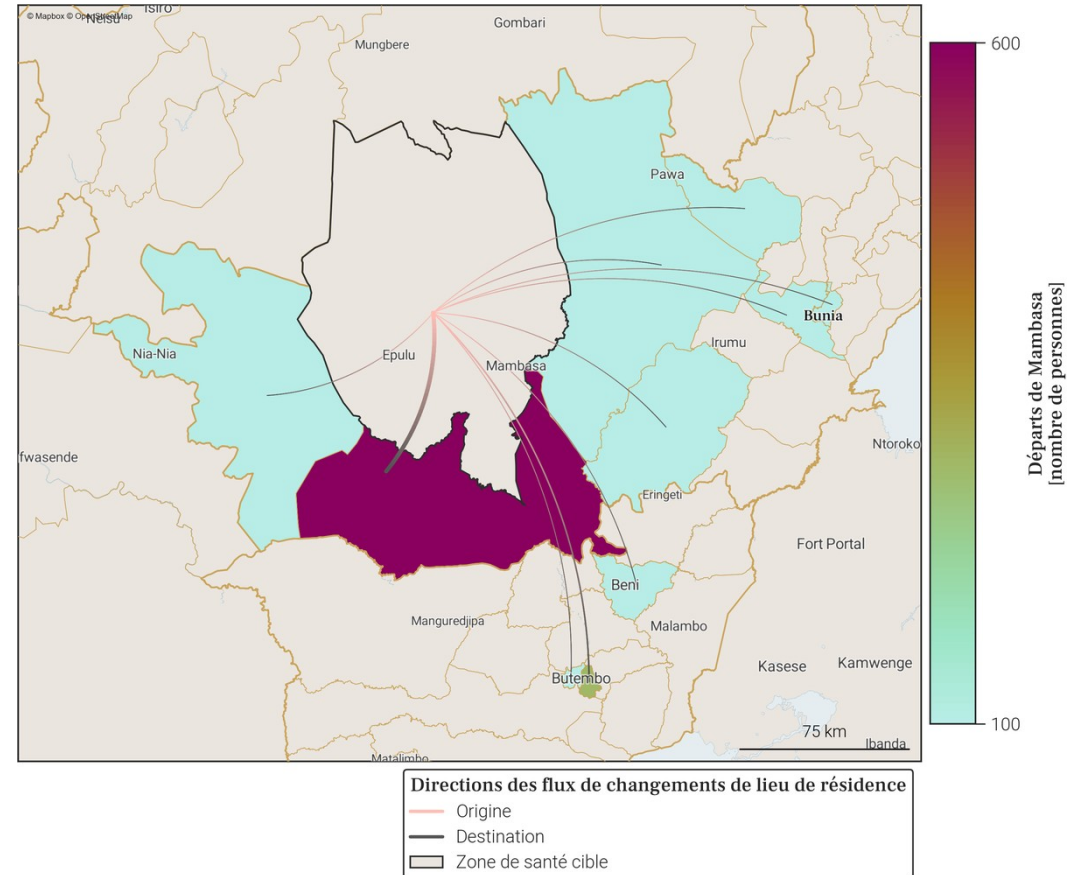 © Mapbox © OpenStreetMap
Isiro
Neisu
Gombari
Mungbere
Pawa
Bunia
Nia-Nia
Epulu
Mambasa
Irumu
Ntoroko
fwasende
Eringeti
Fort Portal
Beni
Manguredjipa
Malambo
Kasese
Kamwenge
Butembo
75 km
Ibanda
Matalimbo
600
100
Départs de Mambasa
[nombre de personnes]
Directions des flux de changements de lieu de résidence
Origine
Destination
Zone de santé cible